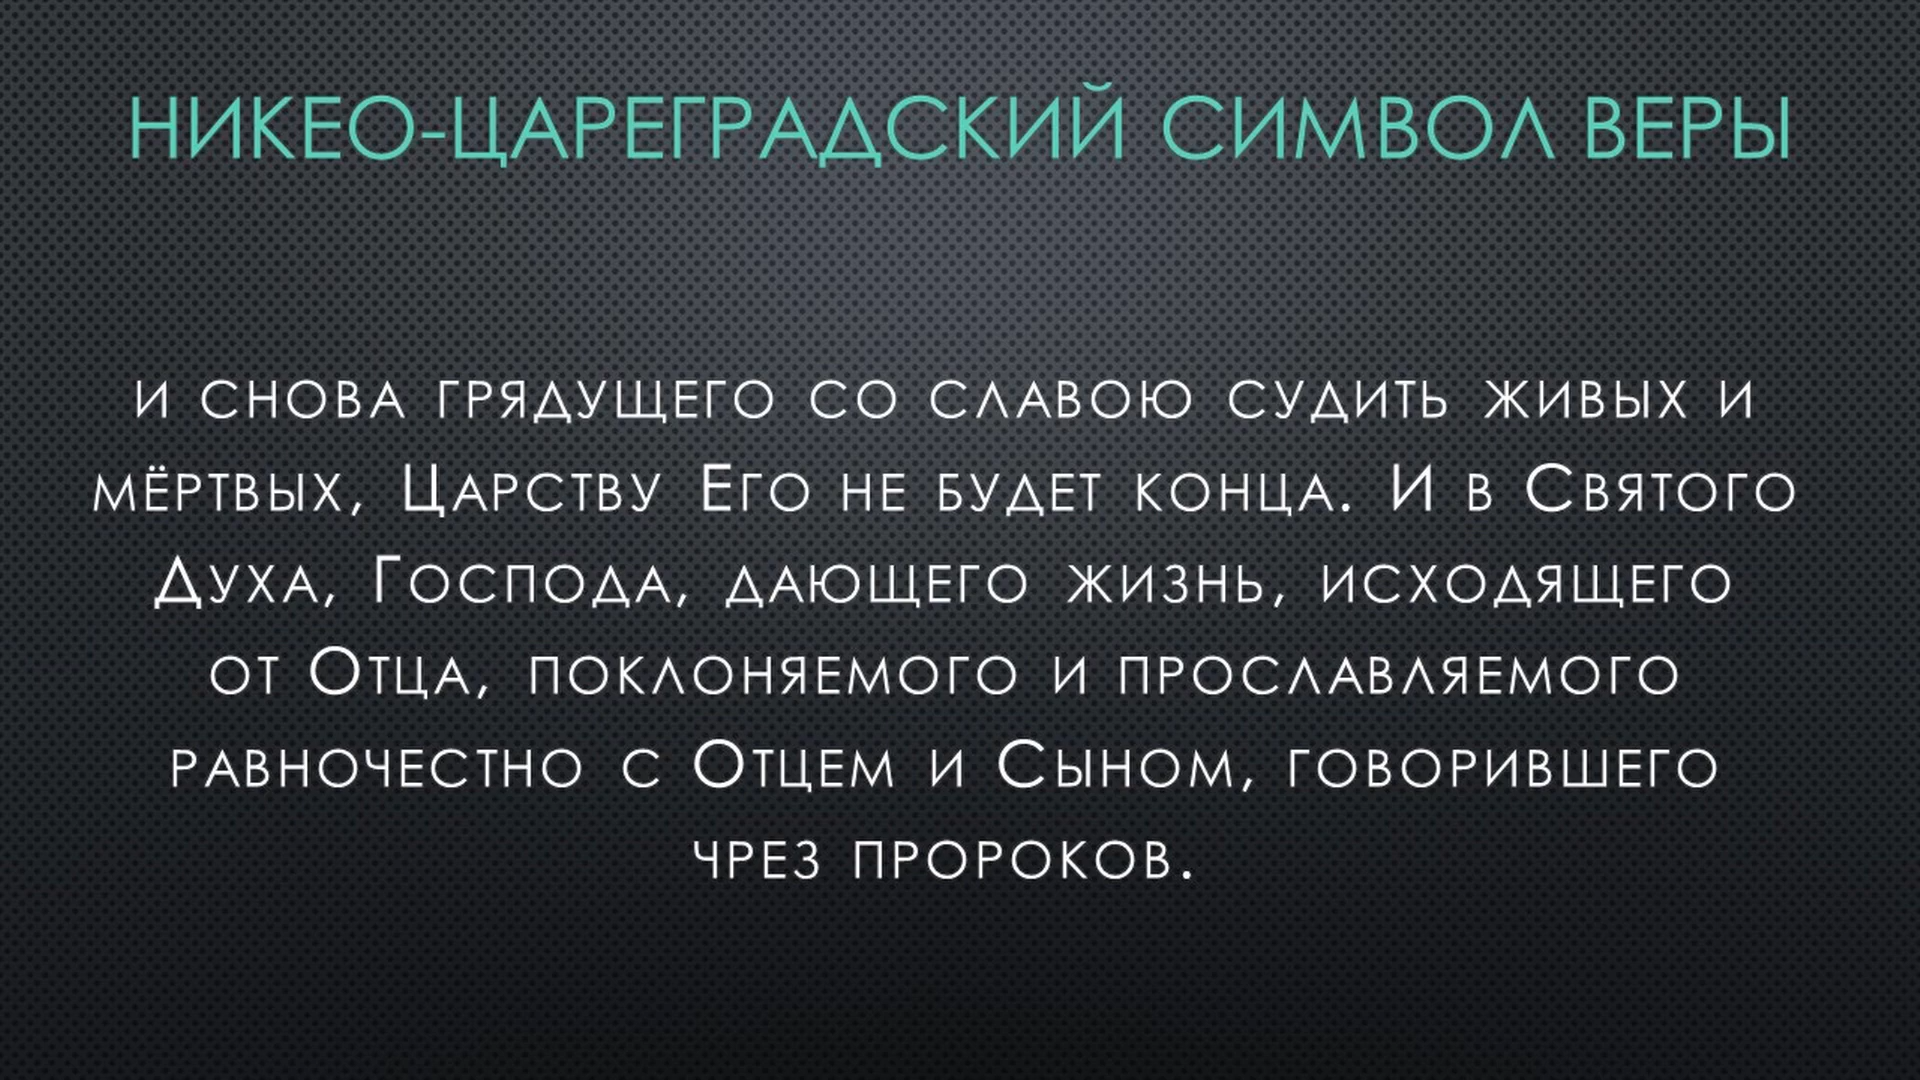 НИКЕО-ЦАРЕГРАДСКИЙ СИМВОЛ ВЕРЫ
и снова грядущего со славою судить живых и
мёртвых, Царству Его не будет конца. И в Святого
Духа, Господа, дающего жизнь, исходящего
от Отца, поклоняемого и прославляемого
равночестно с Отцем и Сыном, говорившего
чрез пророков.